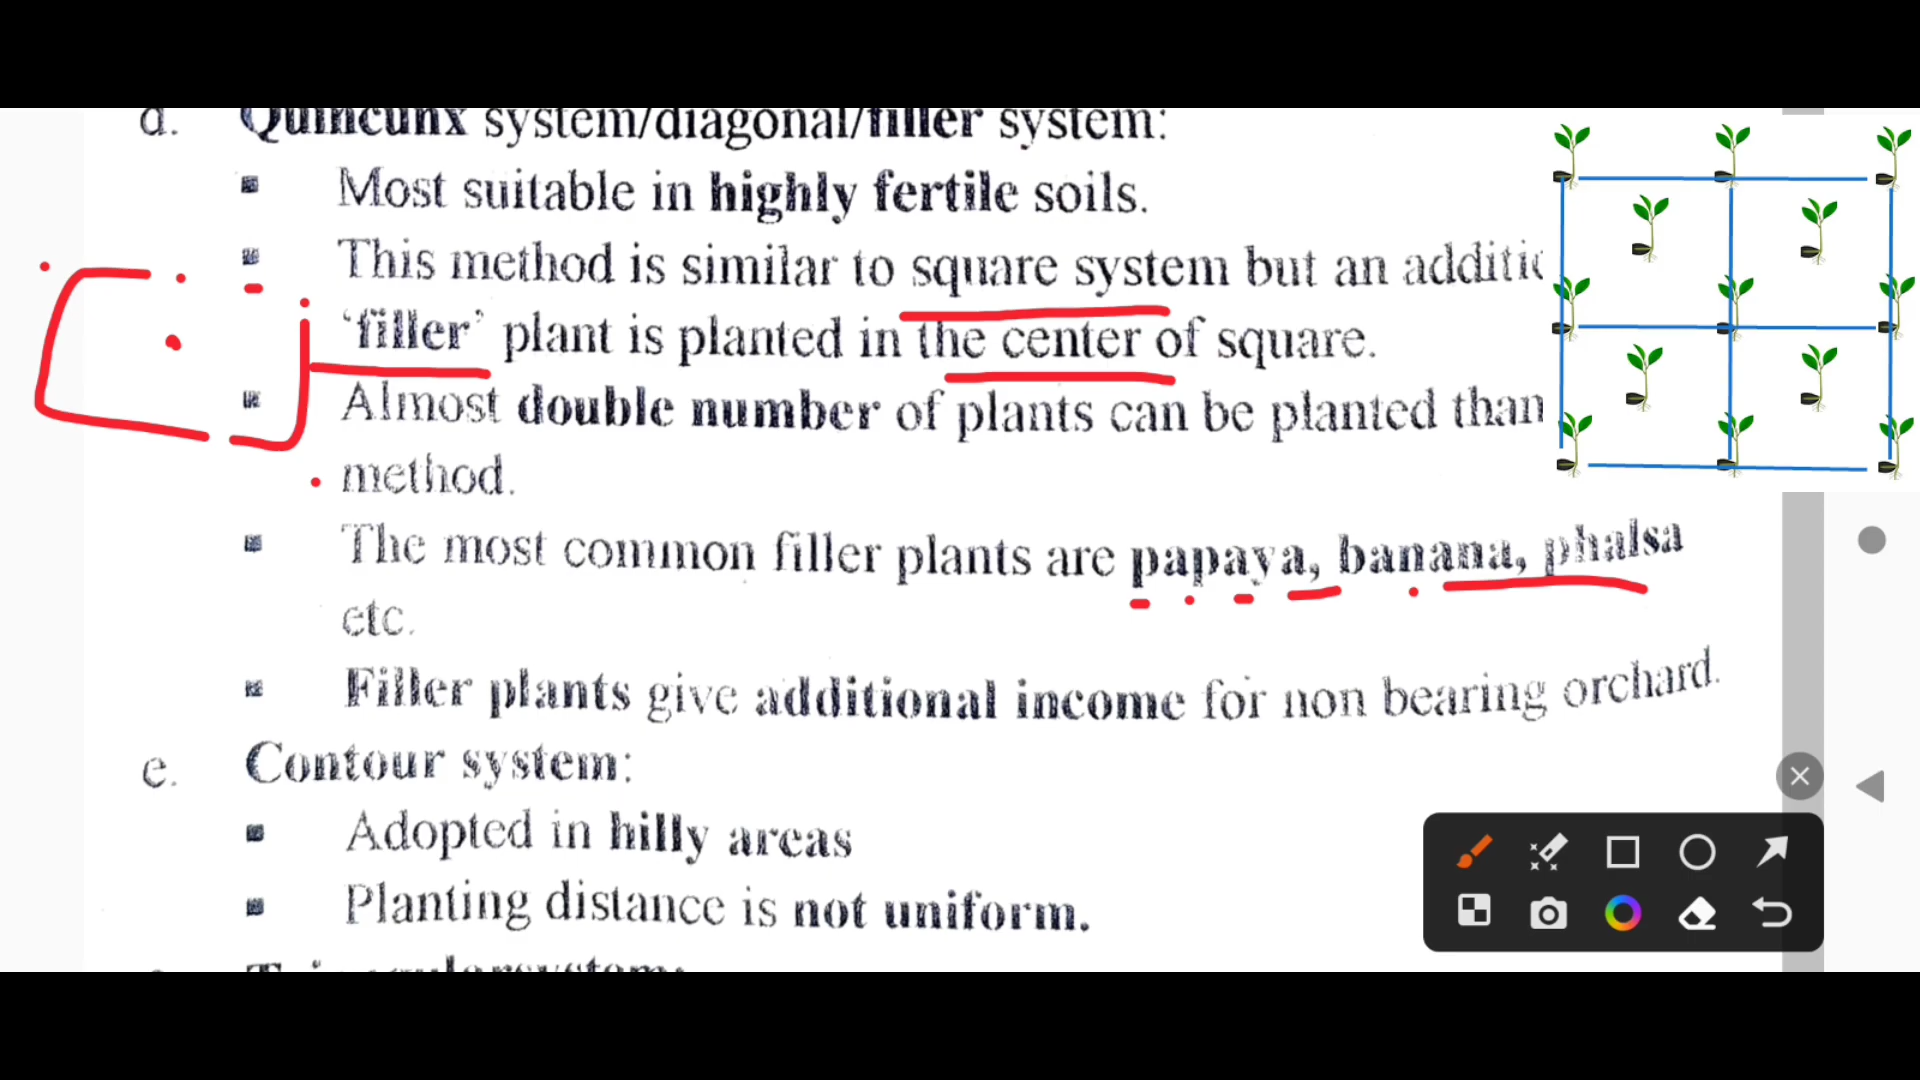 d. Quincunx system/diagonal/filler system:
▪ Most suitable in highly fertile soils.
▪ This method is similar to square system but an
‘filler’ plant is planted in the center of square.
▪ Almost double number of plants can be planted than
method.
▪ The most common filler plants are papaya, banana, phalsa
etc.
▪ Filler plants give additional income for non bearing orchard.
e. Contour system:
▪ Adopted in hilly areas
▪ Planting distance is not uniform.